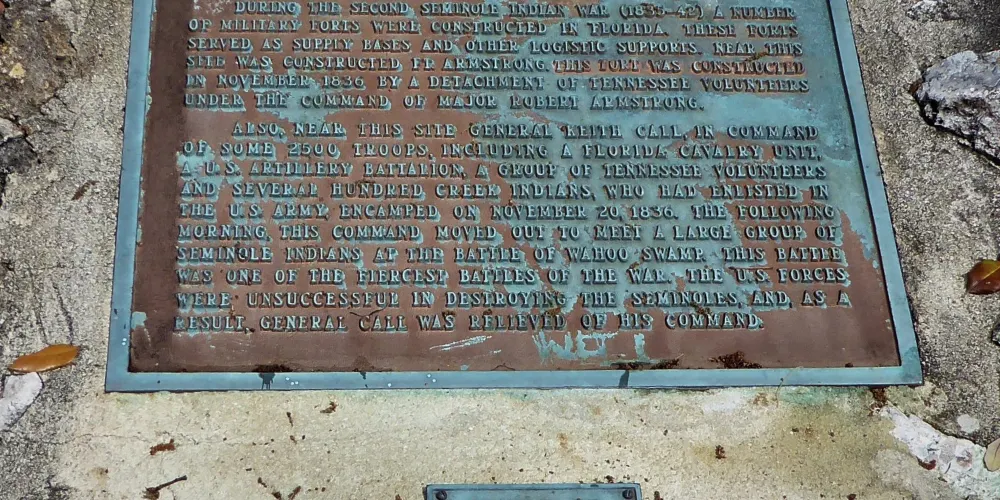 DURING THE SECOND SEMINOLE INDIAN WAR (1835-42) A NUMBER
OF MILITARY FORTS WERE CONSTRUCTED IN FLORIDA. THESE FORTS
SERVED AS SUPPLY BASES AND OTHER LOGISTIC SUPPORTS. NEAR THIS
SITE WAS CONSTRUCTED FT. ARMSTRONG. THIS FORT WAS CONSTRUCTED
IN NOVEMBER, 1836, BY A DETACHMENT OF TENNESSEE VOLUNTEERS
UNDER THE COMMAND OF MAJOR ROBERT ARMSTRONG.
ALSO, NEAR THIS SITE GENERAL KEITH CALL, IN COMMAND
OF SOME 2500 TROOPS, INCLUDING A FLORIDA CAVALRY UNIT,
A U.S. ARTILLERY BATTALION, A GROUP OF TENNESSEE VOLUNTEERS
AND SEVERAL HUNDRED CREEK INDIANS, WHO HAD ENLISTED IN
THE U.S. ARMY, ENCAMPED ON NOVEMBER 20, 1836. THE FOLLOWING
MORNING THIS COMMAND MOVED OUT TO MEET A LARGE GROUP OF
SEMINOLE INDIANS AT THE BATTLE OF WAHOO SWAMP. THIS BATTLE
WAS ONE OF THE FIERCEST BATTLES OF THE WAR. THE U.S. FORCES
WERE UNSUCCESSFUL IN DESTROYING THE SEMINOLES, AND, AS A
RESULT, GENERAL CALL WAS RELIEVED OF HIS COMMAND.